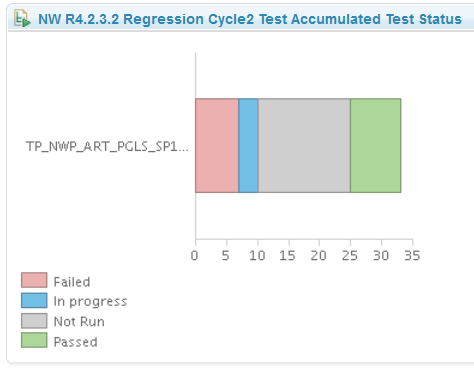 NW R4.2.3.2 Regression Cycle2 Test Accumulated Test Status
TP_NWP_ART_PGLS_SP1...
0 5 10 15 20 25 30 35
Failed
In progress
Not Run
Passed